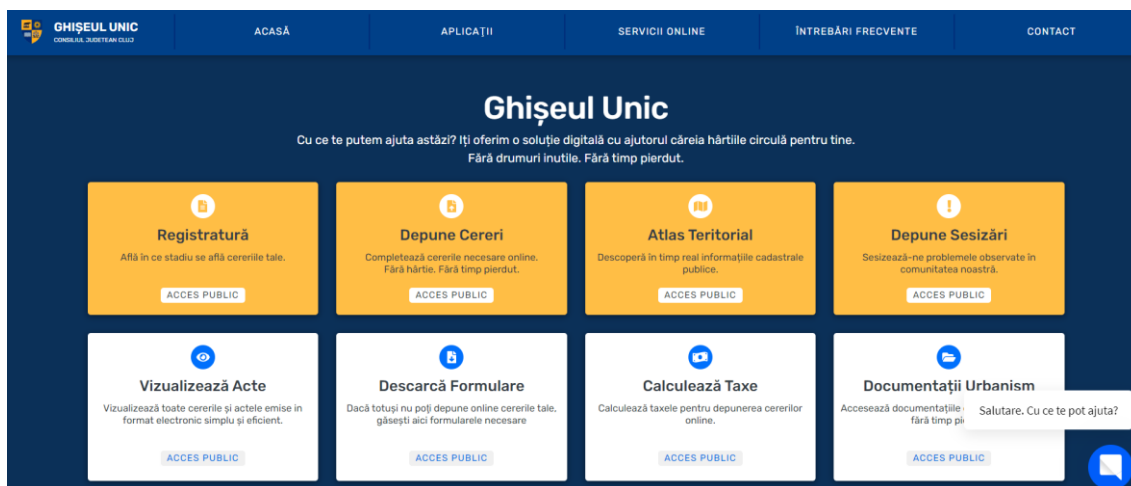 GHIȘEUL UNIC
CONSILIUL JUDEȚEAN CLUJ
ACASĂ
APLICAȚII
SERVICII ONLINE
ÎNTREBĂRI FRECVENTE
CONTACT
Ghișeul Unic
Cu ce te putem ajuta astăzi? Iți oferim o soluție digitală cu ajutorul căreia hârtiile circulă pentru tine.
Fără drumuri inutile. Fără timp pierdut.
Registratură
Află în ce stadiu se află cererile tale.
ACCES PUBLIC
Depune Cereri
Completează cererile necesare online.
Fără hârtie. Fără timp pierdut.
ACCES PUBLIC
Atlas Teritorial
Descoperă în timp real informațiile cadastrale
publice.
ACCES PUBLIC
Depune Sesizări
Sesizează-ne problemele observate în
comunitatea noastră.
ACCES PUBLIC
Vizualizează Acte
Vizualizează toate cererile și actele emise in
format electronic simplu și eficient.
ACCES PUBLIC
Descarcă Formulare
Dacă totuși nu poți depune online cererile tale,
găsești aici formularele necesare
ACCES PUBLIC
Calculează Taxe
Calculează taxele pentru depunerea cererilor
online.
ACCES PUBLIC
Documentații Urbanism
Accesează documentațiile
fără timp
ACCES PUBLIC
Salutare. Cu ce te pot ajuta?